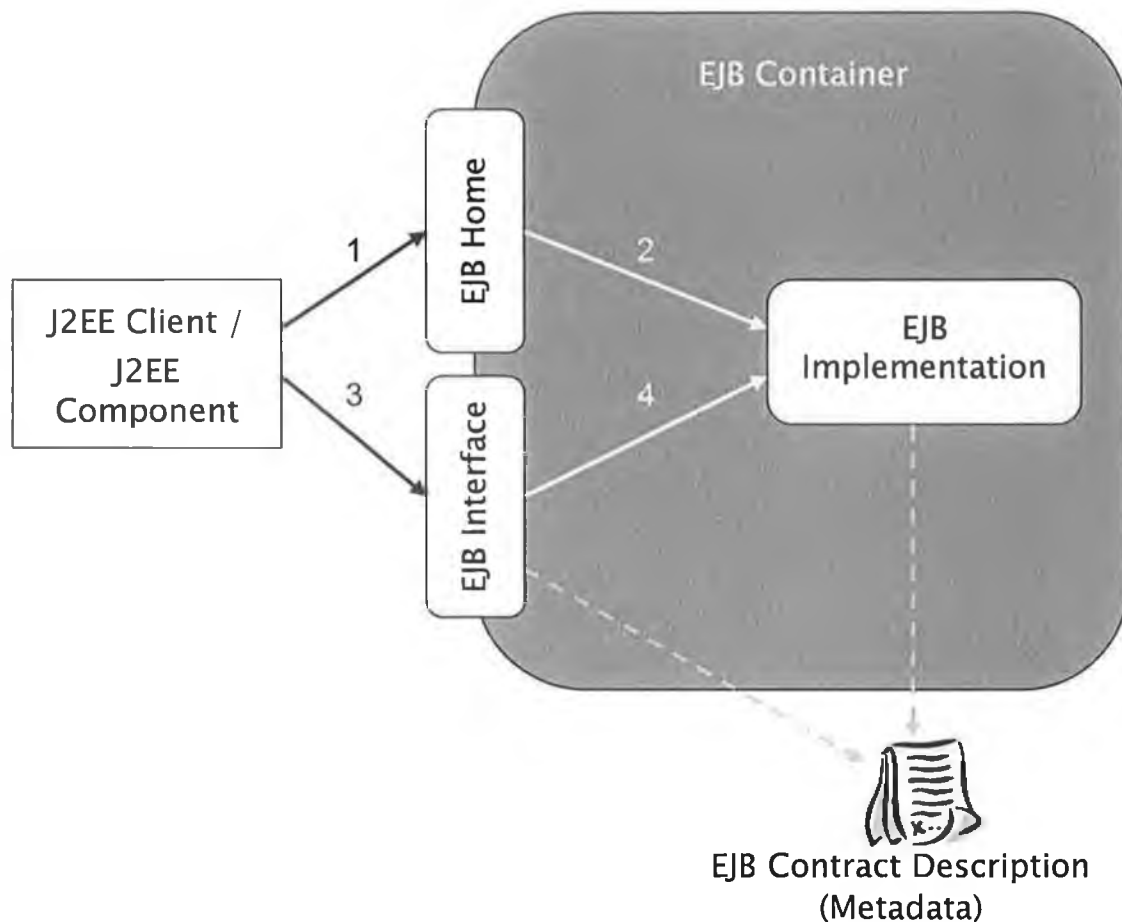 EJB Container
EJB Home
1
2
J2EE Client /
J2EE
Component
EJB
Implementation
3
4
EJB Interface
x..
EJB Contract Description
(Metadata)